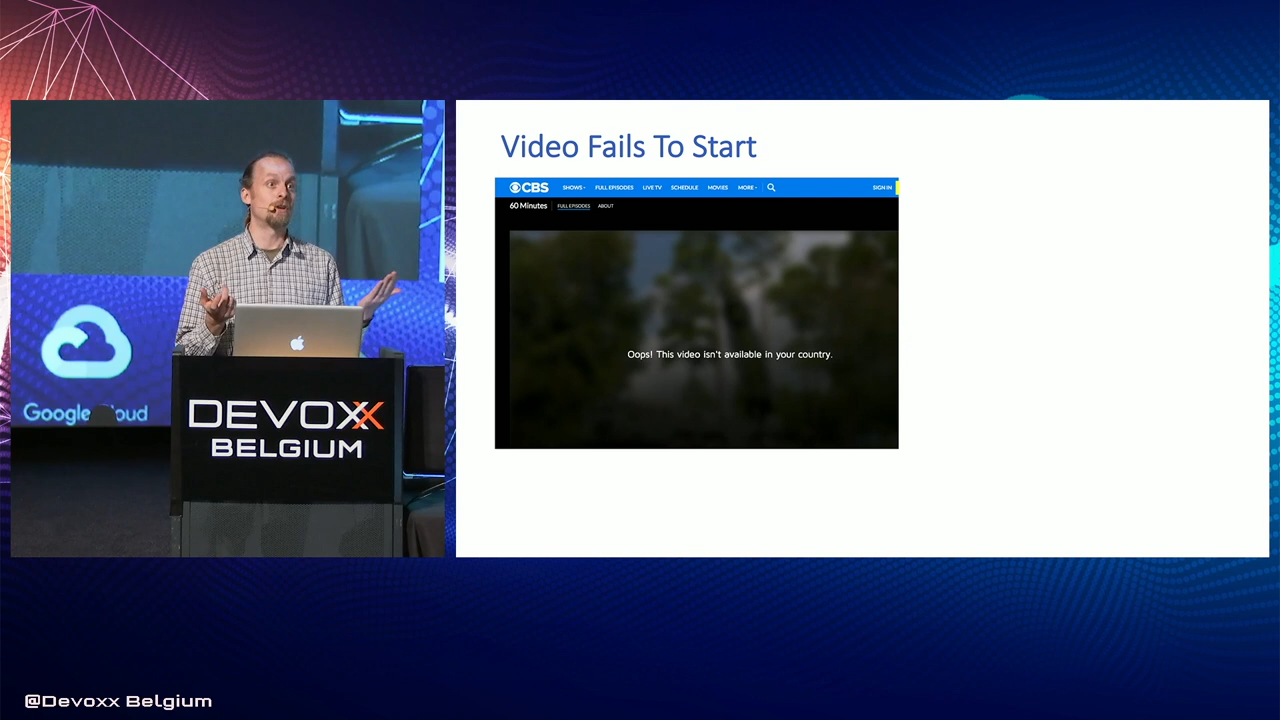 Video Fails To Start
CBS SHOWS FULL EPISODES LIVE TV SCHEDULE MOVIES MORE SIGN IN
60 Minutes FULL EPISODES ABOUT
Oops! This video isn't available in your country.
Google Cloud
DEVOXX
BELGIUM
@Devoxx Belgium